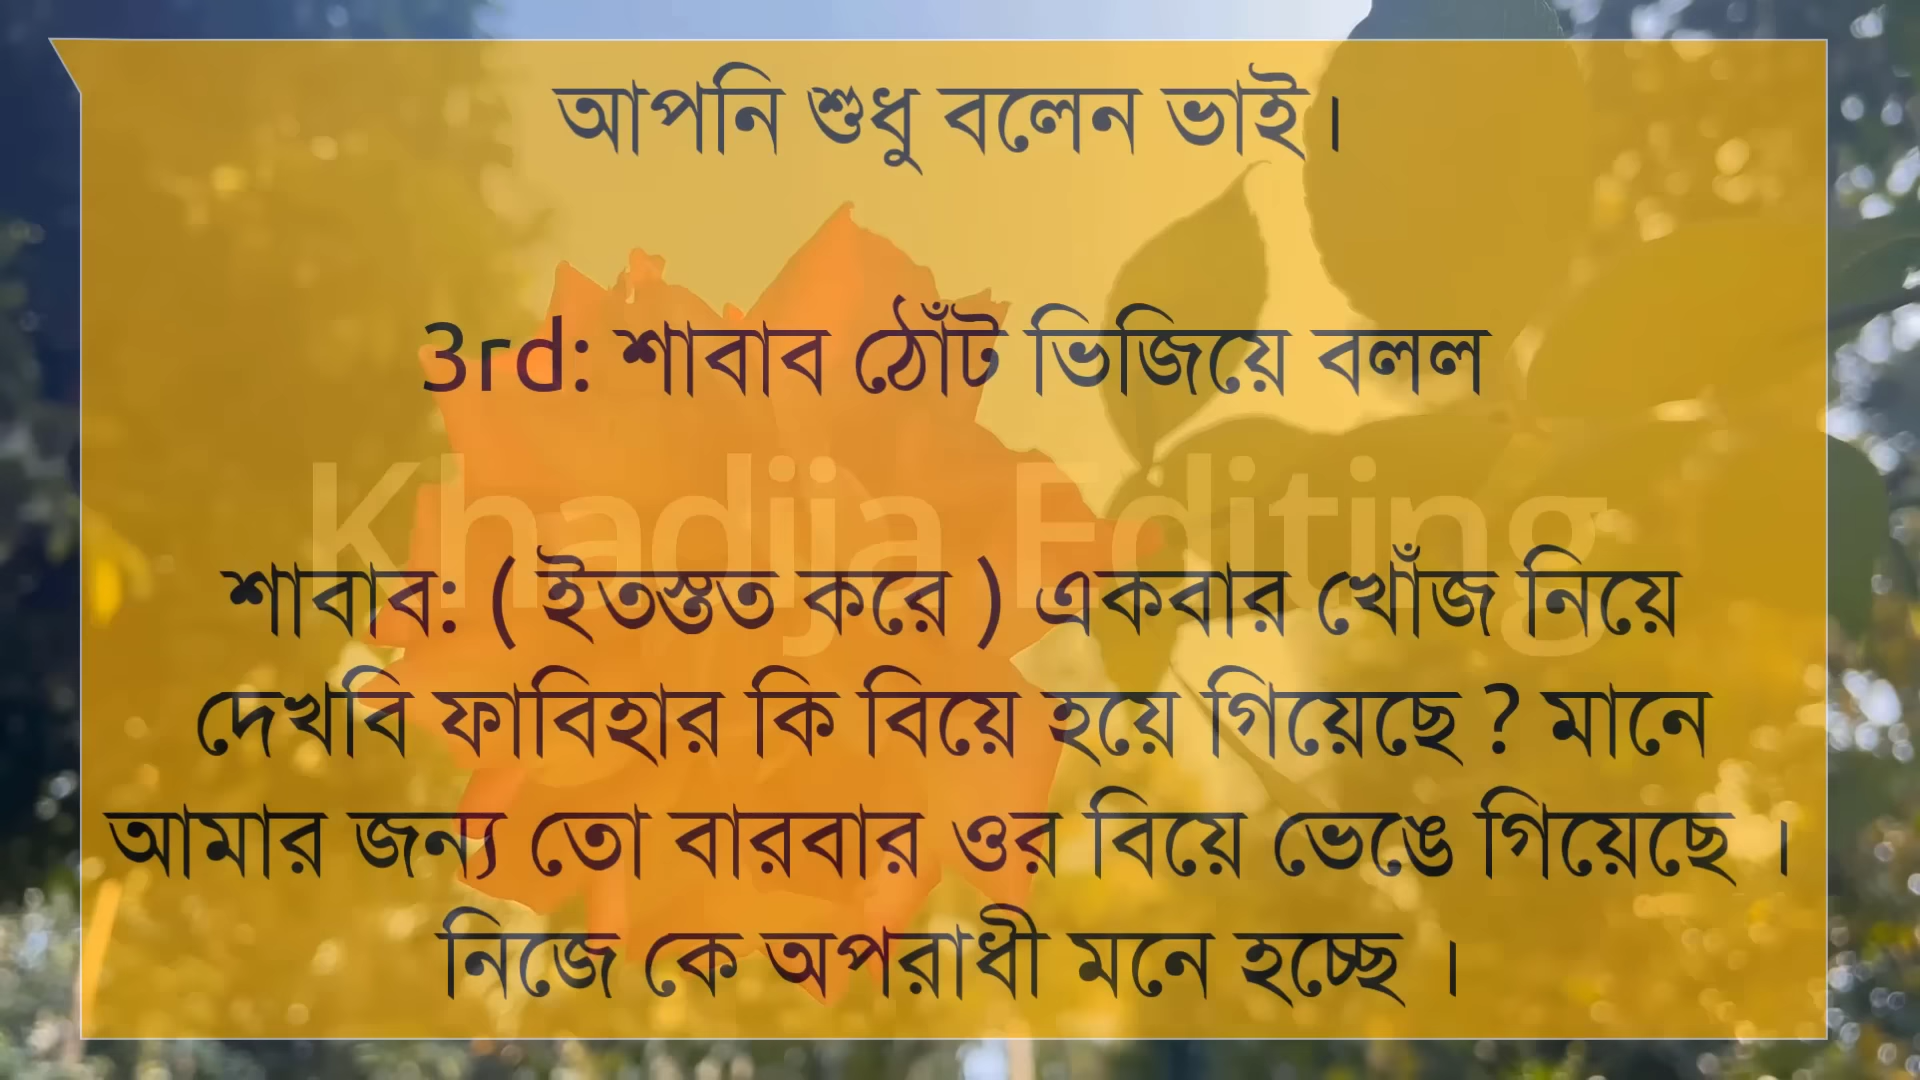 আপনি শুধু বলেন ভাই।
3rd: শাবাব ঠোঁট ভিজিয়ে বলল
Khadija Editing
শাবাব: ( ইতস্তত করে ) একবার খোঁজ নিয়ে
দেখবি ফাবিহার কি বিয়ে হয়ে গিয়েছে ? মানে
আমার জন্য তো বারবার ওর বিয়ে ভেঙে গিয়েছে ।
নিজে কে অপরাধী মনে হচ্ছে ।